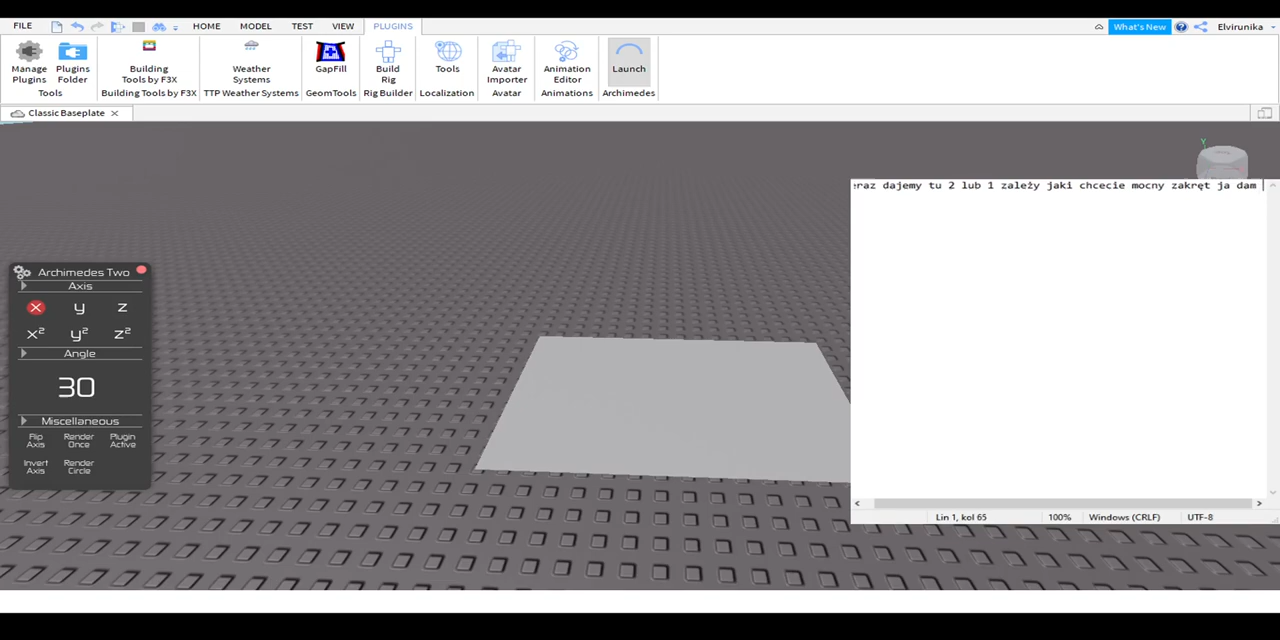 FILE HOME MODEL TEST VIEW PLUGINS What's New Elvirunika
Manage Plugins
Plugins Folder
Tools
Building Tools by F3X
Building Tools by F3X
Weather Systems
TTP Weather Systems
GapFill
GeomTools
Build Rig
Rig Builder
Tools
Localization
Avatar Importer
Avatar
Animation Editor
Animations
Launch
Archimedes
Classic Baseplate
Y
eraz dajemy tu 2 lub 1 zależy jaki chcecie mocny zakręt ja dam
Archimedes Two
Axis
X y z
x² y² z²
Angle
30
Miscellaneous
Flip Axis
Render Once
Plugin Active
Invert Axis
Render Circle
Lin 1, kol 65 100% Windows (CRLF) UTF-8